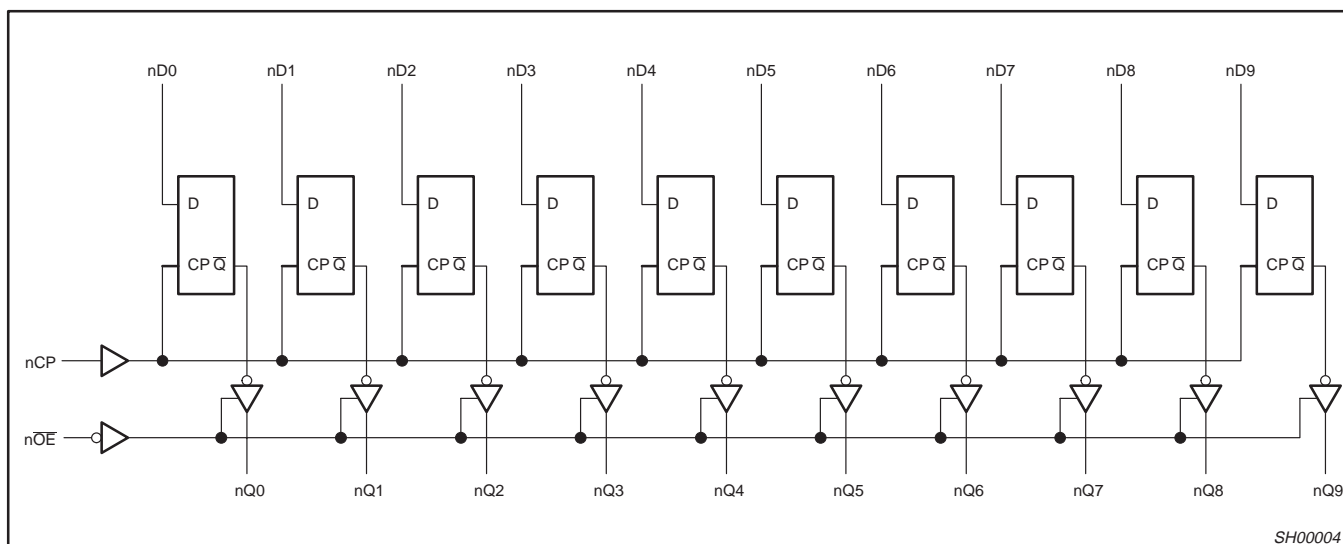 nD0 nD1 nD2 nD3 nD4 nD5 nD6 nD7 nD8 nD9
D D D D D D D D D D
CP Q̅ CP Q̅ CP Q̅ CP Q̅ CP Q̅ CP Q̅ CP Q̅ CP Q̅ CP Q̅ CP Q̅
nCP
nO̅E̅
nQ0 nQ1 nQ2 nQ3 nQ4 nQ5 nQ6 nQ7 nQ8 nQ9
SH00004